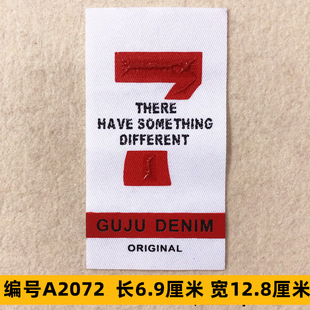 7
THERE
HAVE SOMETHING
DIFFERENT
GUJU DENIM
ORIGINAL
编号A2072 长6.9厘米 宽12.8厘米